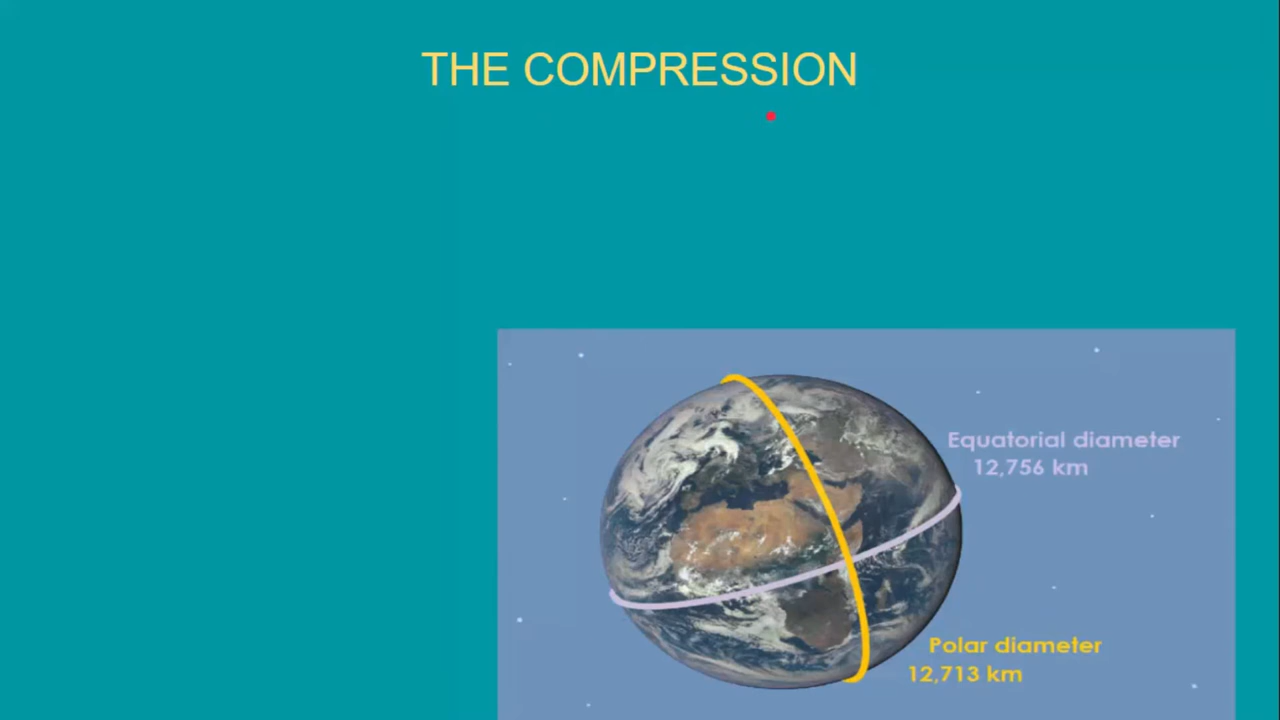 THE COMPRESSION
Equatorial diameter
12,756 km
Polar diameter
12,713 km